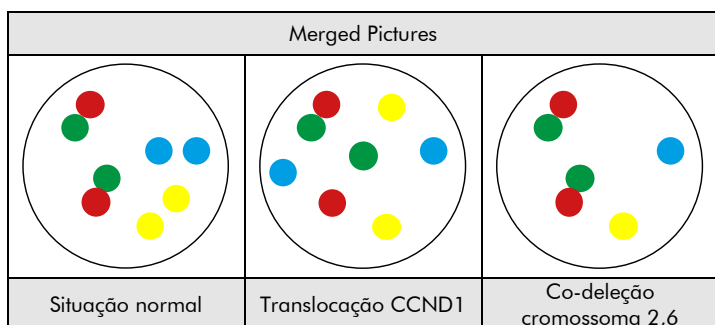 Merged Pictures
Situação normal
Translocação CCND1
Co-deleção
cromossoma 2,6